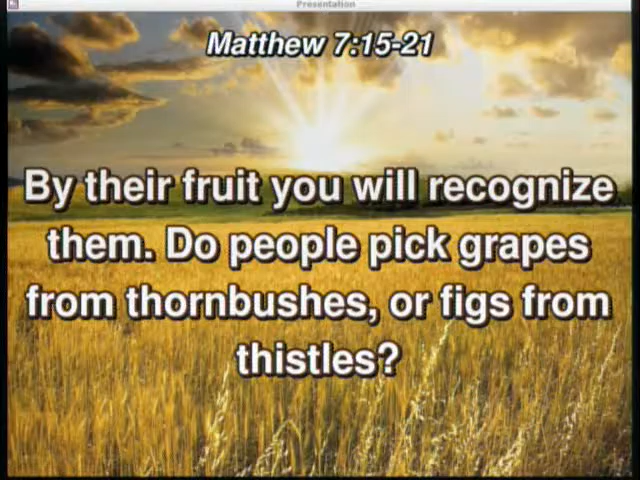 Presentation
Matthew 7:15-21
By their fruit you will recognize
them. Do people pick grapes
from thornbushes, or figs from
thistles?